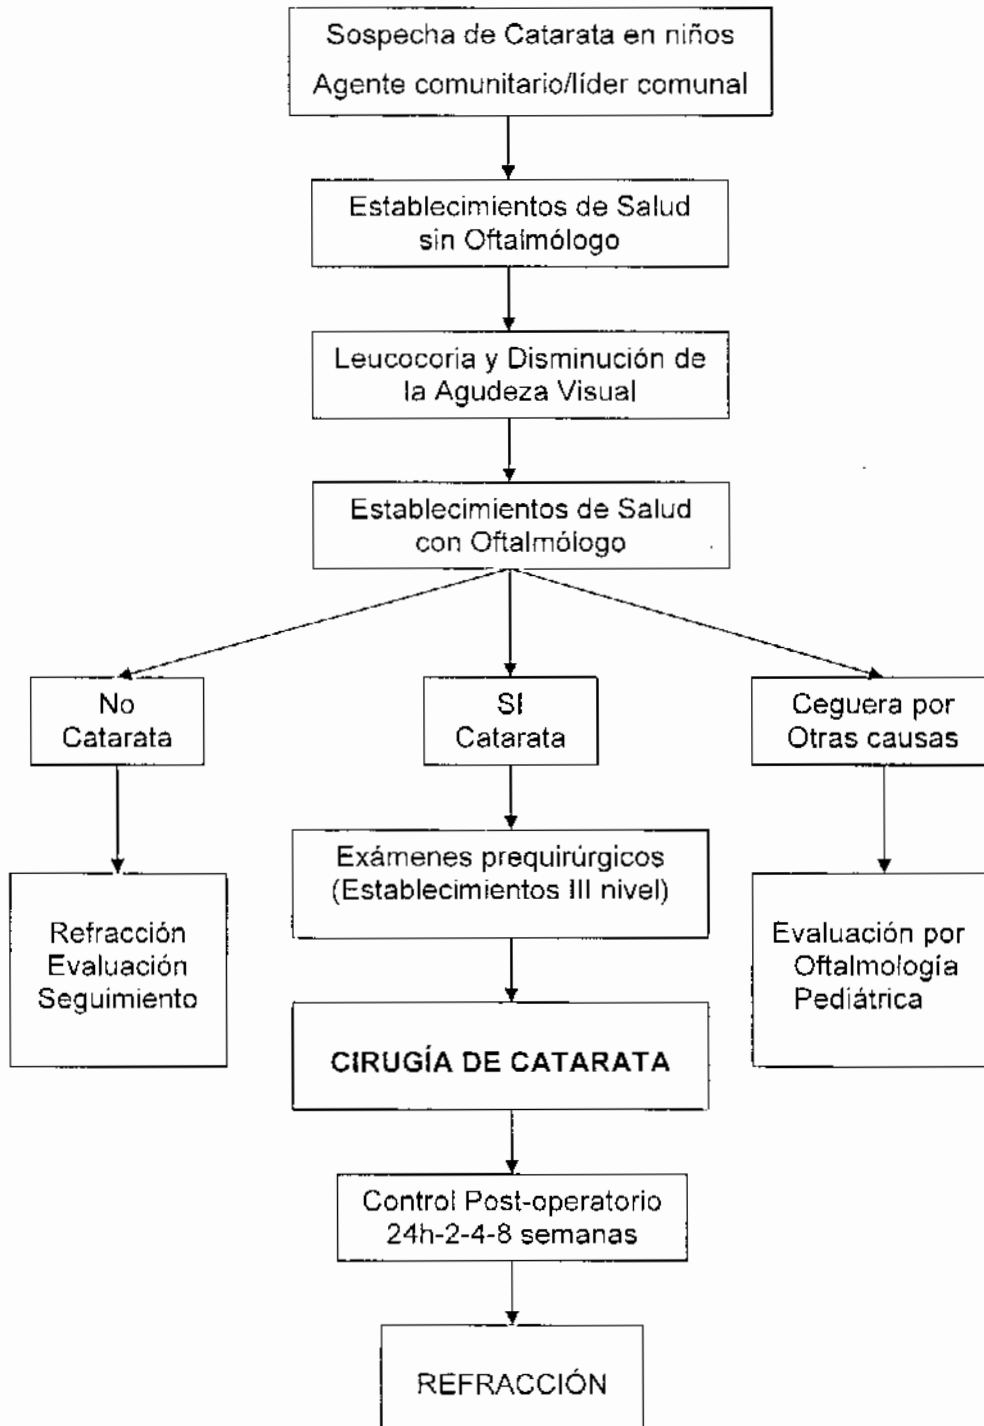 Sospecha de Catarata en niños
Agente comunitario/líder comunal
Establecimientos de Salud
sin Oftalmólogo
Leucocoria y Disminución de
la Agudeza Visual
Establecimientos de Salud
con Oftalmólogo
No
Catarata
SI
Catarata
Ceguera por
Otras causas
Exámenes prequirúrgicos
(Establecimientos III nivel)
Refracción
Evaluación
Seguimiento
Evaluación por
Oftalmología
Pediátrica
CIRUGÍA DE CATARATA
Control Post-operatorio
24h-2-4-8 semanas
REFRACCIÓN